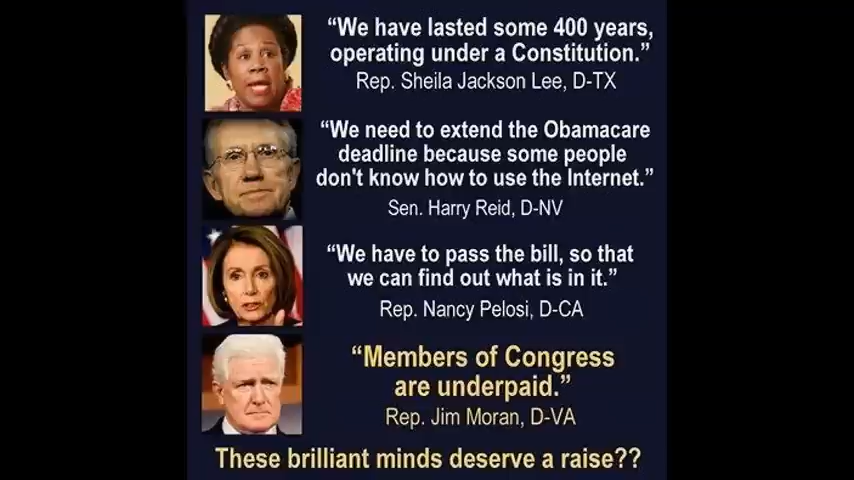 “We have lasted some 400 years,
operating under a Constitution.”
Rep. Sheila Jackson Lee, D-TX
“We need to extend the Obamacare
deadline because some people
don't know how to use the Internet.”
Sen. Harry Reid, D-NV
“We have to pass the bill, so that
we can find out what is in it.”
Rep. Nancy Pelosi, D-CA
“Members of Congress
are underpaid.”
Rep. Jim Moran, D-VA
These brilliant minds deserve a raise??